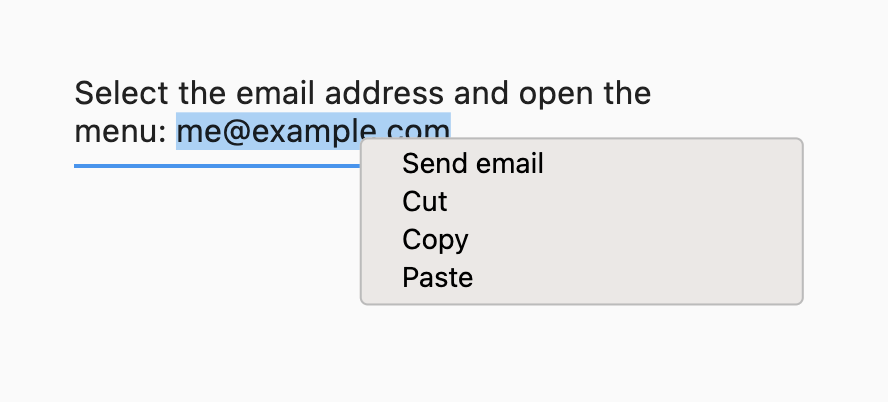 Select the email address and open the
menu: me@example.com
Send email
Cut
Copy
Paste